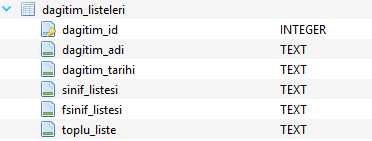 dagitim_listeleri
dagitim_id INTEGER
dagitim_adi TEXT
dagitim_tarihi TEXT
sinif_listesi TEXT
fsinif_listesi TEXT
toplu_liste TEXT